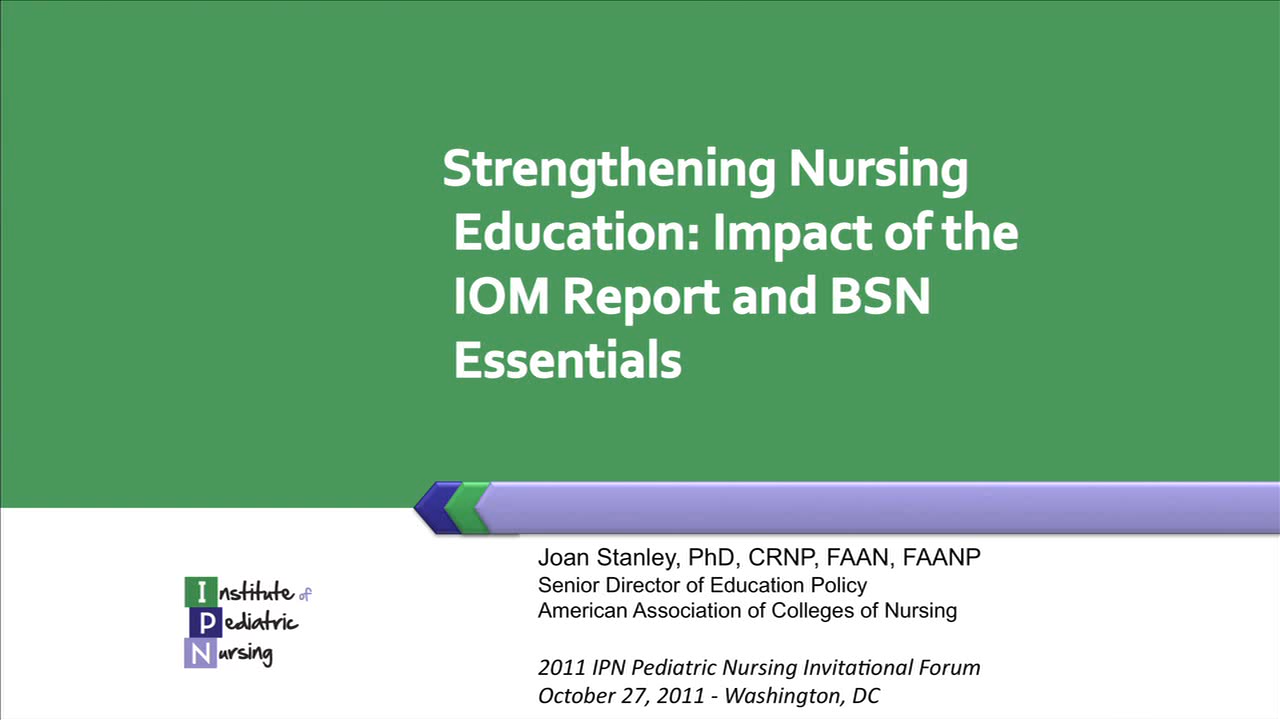 Strengthening Nursing
Education: Impact of the
IOM Report and BSN
Essentials
Joan Stanley, PhD, CRNP, FAAN, FAANP
Senior Director of Education Policy
American Association of Colleges of Nursing
Institute of
Pediatric
Nursing
2011 IPN Pediatric Nursing Invitational Forum
October 27, 2011 - Washington, DC